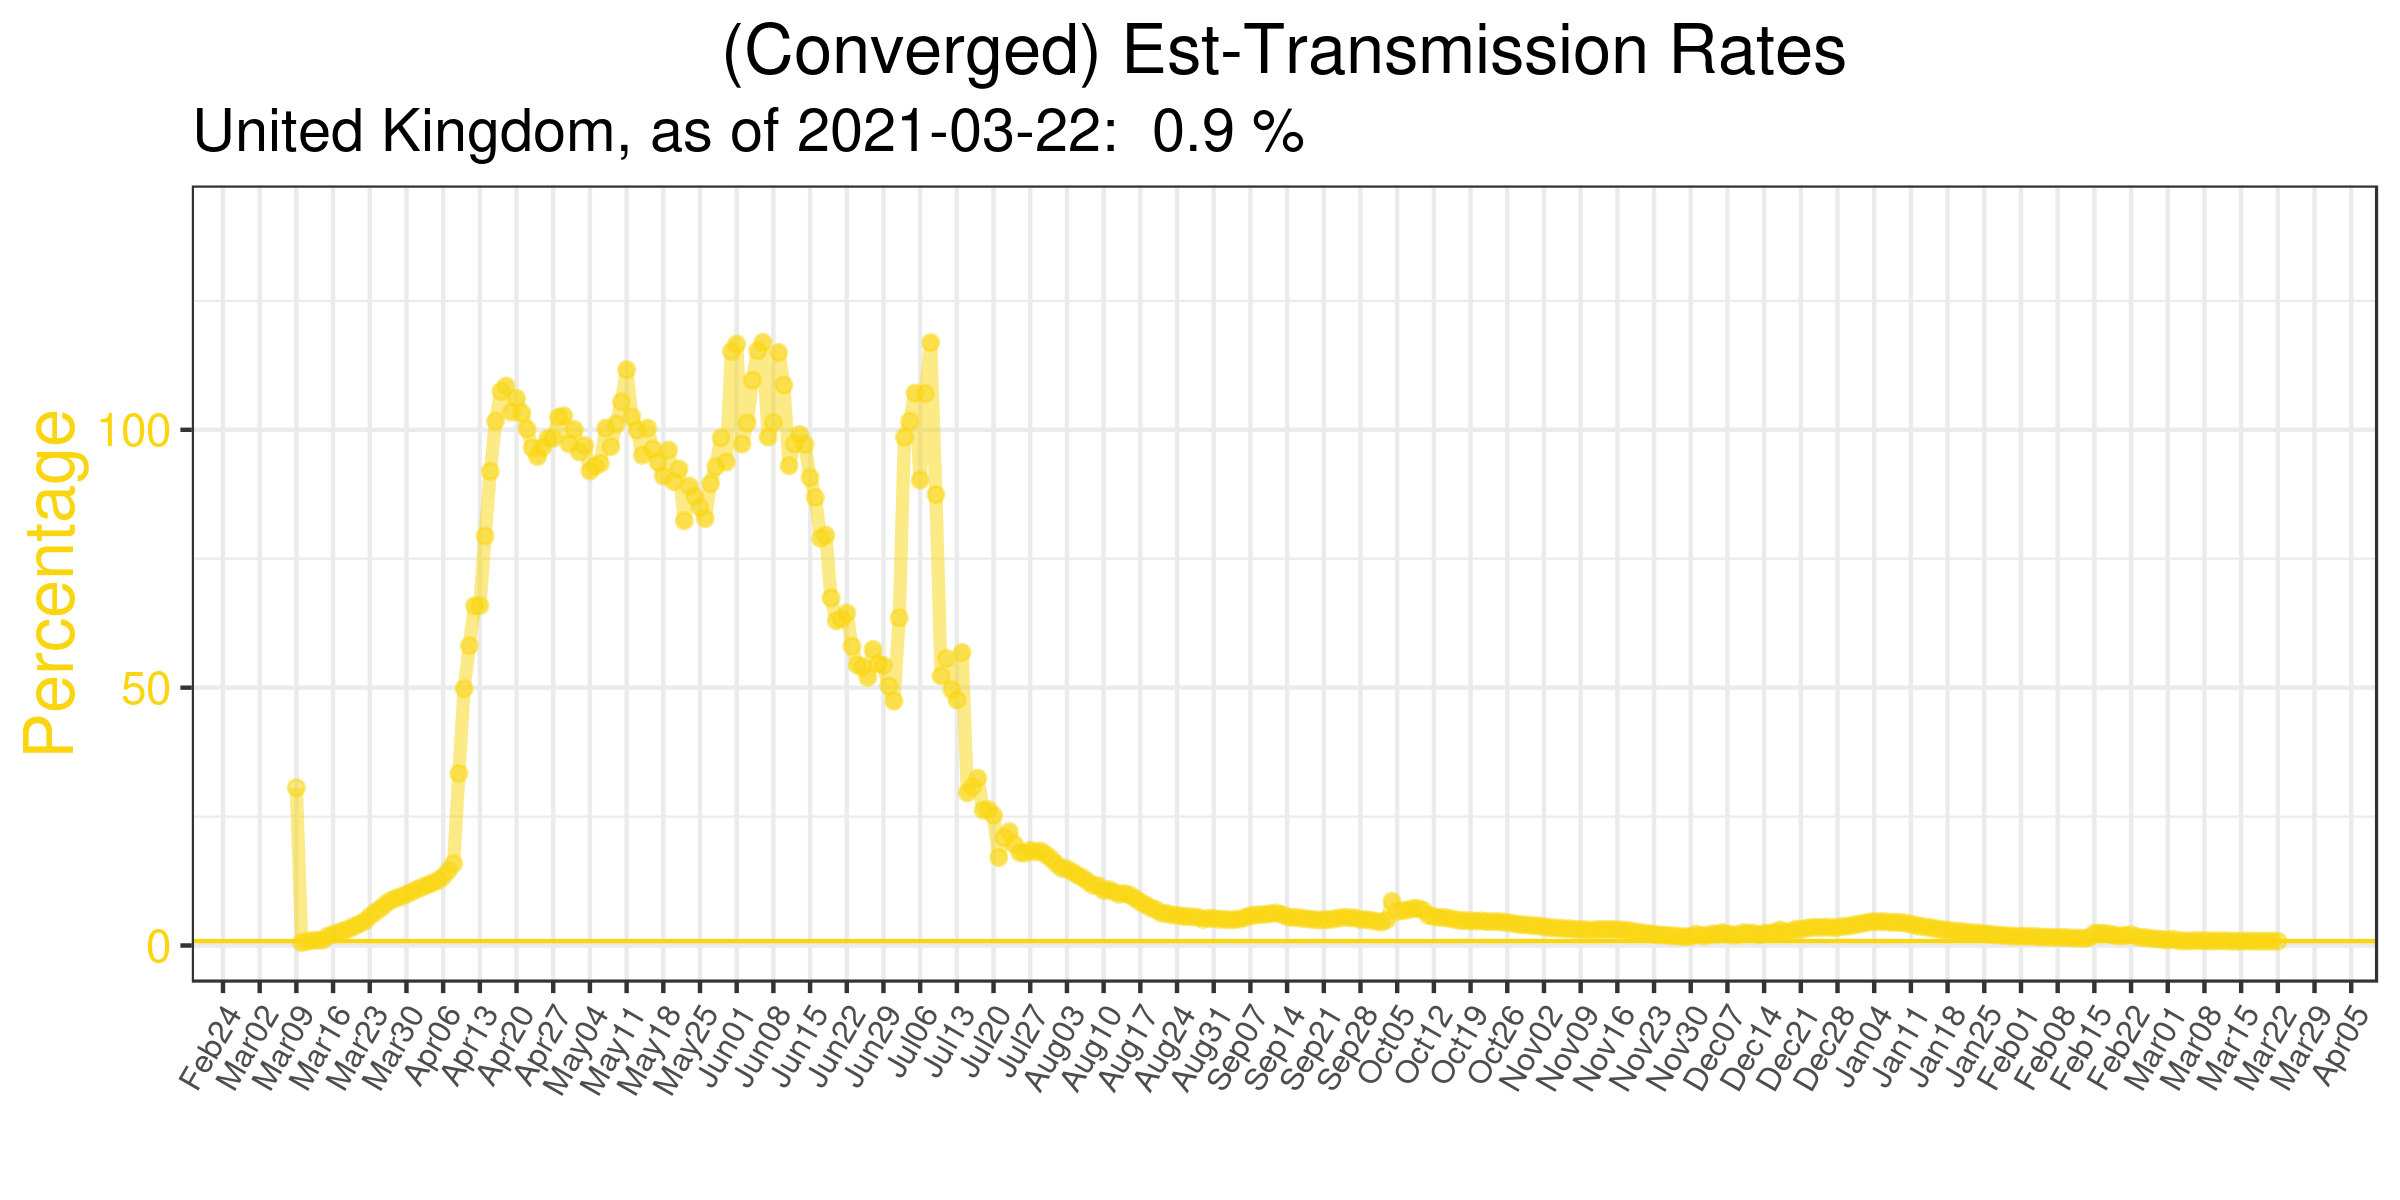 (Converged) Est-Transmission Rates
United Kingdom, as of 2021-03-22:  0.9 %
Percentage
100
50
0
Feb24
Mar02
Mar09
Mar16
Mar23
Mar30
Apr06
Apr13
Apr20
Apr27
May04
May11
May18
May25
Jun01
Jun08
Jun15
Jun22
Jun29
Jul06
Jul13
Jul20
Jul27
Aug03
Aug10
Aug17
Aug24
Aug31
Sep07
Sep14
Sep21
Sep28
Oct05
Oct12
Oct19
Oct26
Nov02
Nov09
Nov16
Nov23
Nov30
Dec07
Dec14
Dec21
Dec28
Jan04
Jan11
Jan18
Jan25
Feb01
Feb08
Feb15
Feb22
Mar01
Mar08
Mar15
Mar22
Mar29
Apr05